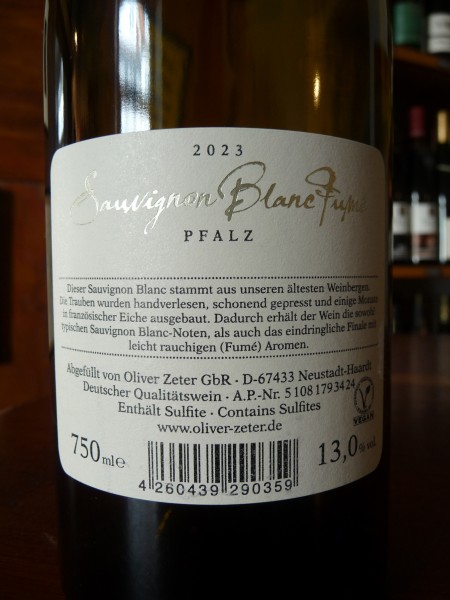 2023
Sauvignon Blanc Fumé
PFALZ
Dieser Sauvignon Blanc stammt aus unseren ältesten Weinbergen.
Die Trauben wurden handverlesen, schonend gepresst und einige Monate
in französischer Eiche ausgebaut. Dadurch erhält der Wein die sowohl
typischen Sauvignon Blanc-Noten, als auch das eindringliche Finale mit
leicht rauchigen (Fumé) Aromen.
Abgefüllt von Oliver Zeter GbR · D-67433 Neustadt-Haardt
Deutscher Qualitätswein · A.P.-Nr. 5 108 179 34 24
Enthält Sulfite · Contains Sulfites
www.oliver-zeter.de
VEGAN
750 ml e
13,0 % vol.
4 260439 290359